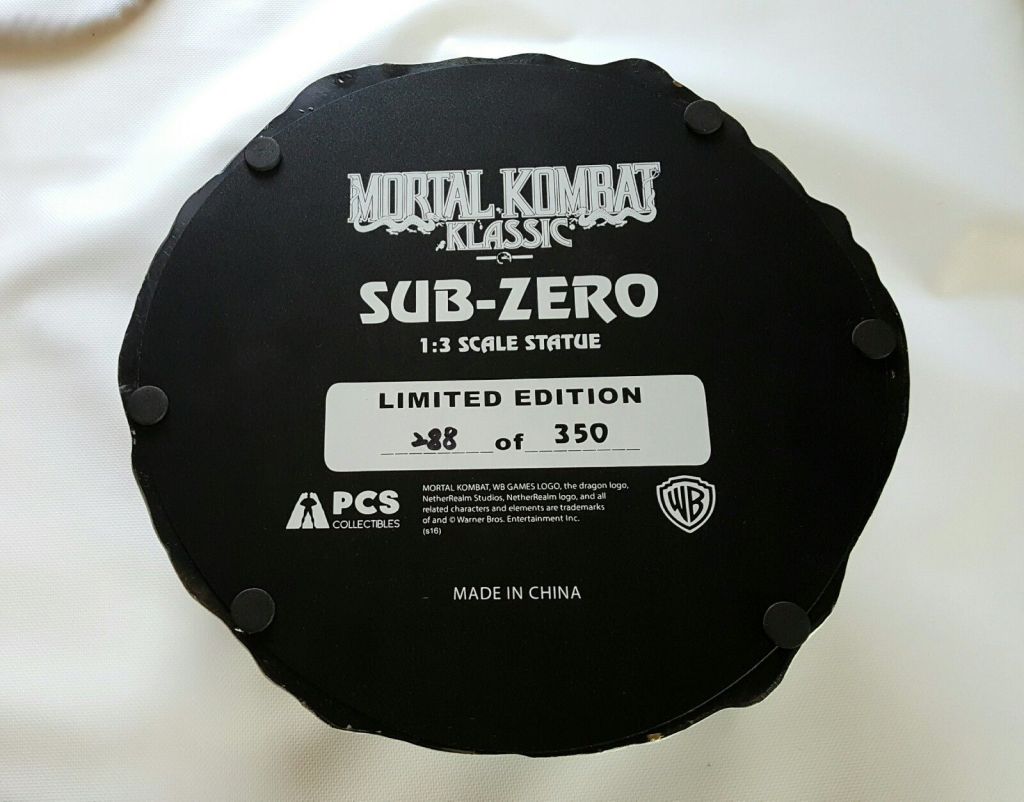 MORTAL KOMBAT
KLASSIC
SUB-ZERO
1:3 SCALE STATUE
LIMITED EDITION
288 of 350
PCS
COLLECTIBLES
MORTAL KOMBAT, WB GAMES LOGO, the dragon logo,
NetherRealm Studios, NetherRealm logo, and all
related characters and elements are trademarks
of and © Warner Bros. Entertainment Inc.
(s16)
WB
MADE IN CHINA